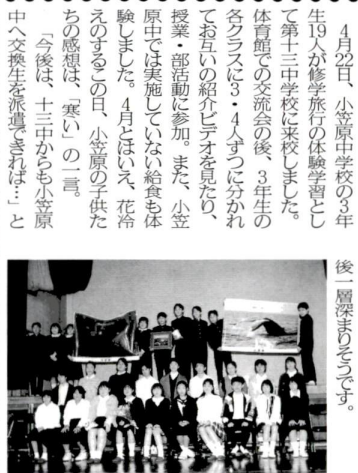 ４月22日、小笠原中学校の３年
生19人が修学旅行の体験学習とし
て第十三中学校に来校しました。
体育館での交流会の後、３年生の
各クラスに３・４人ずつに分かれ
てお互いの紹介ビデオを見たり、
授業・部活動に参加。また、小笠
原中では実施していない給食も体
験しました。４月とはいえ、花冷
えのするこの日、小笠原の子供た
ちの感想は、「寒い」の一言。
　「今後は、十三中からも小笠原
中へ交換生を派遣できれば…」と
後一層深まりそうです。